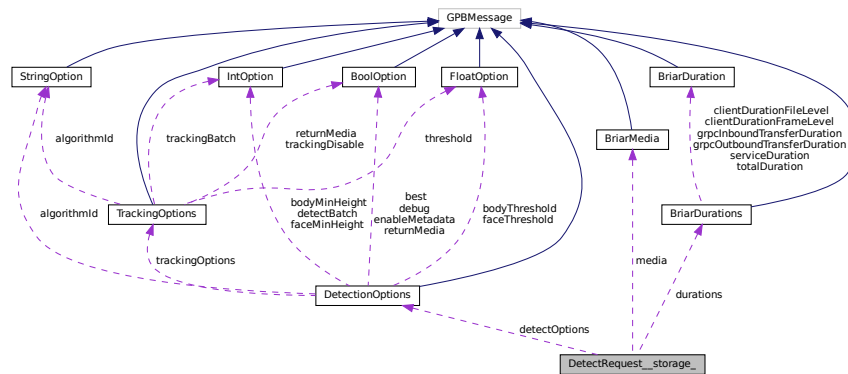 GPBMessage
StringOption
IntOption
BoolOption
FloatOption
BriarDuration
clientDurationFileLevel
clientDurationFrameLevel
grpcInboundTransferDuration
grpcOutboundTransferDuration
serviceDuration
totalDuration
algorithmId
trackingBatch
returnMedia
trackingDisable
threshold
BriarMedia
TrackingOptions
algorithmId
bodyMinHeight
detectBatch
faceMinHeight
best
debug
enableMetadata
returnMedia
bodyThreshold
faceThreshold
BriarDurations
trackingOptions
media
DetectionOptions
durations
detectOptions
DetectRequest__storage_